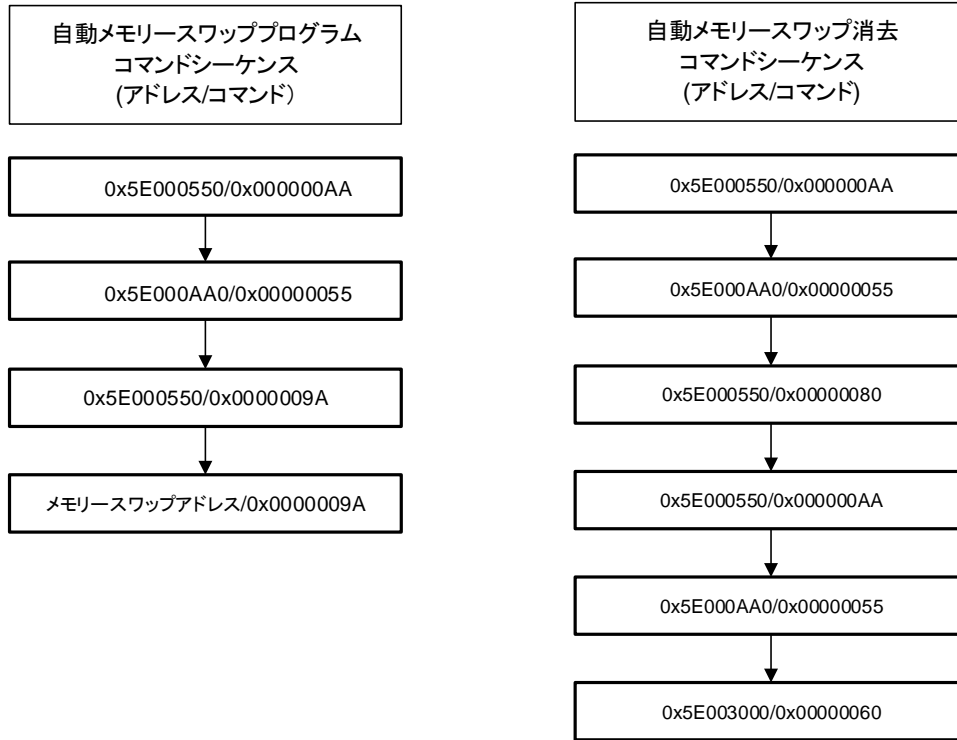 自動メモリースワッププログラム
コマンドシーケンス
(アドレス/コマンド)
0x5E000550/0x000000AA
0x5E000AA0/0x00000055
0x5E000550/0x0000009A
メモリースワップアドレス/0x0000009A
自動メモリースワップ消去
コマンドシーケンス
(アドレス/コマンド)
0x5E000550/0x000000AA
0x5E000AA0/0x00000055
0x5E000550/0x00000080
0x5E000550/0x000000AA
0x5E000AA0/0x00000055
0x5E003000/0x00000060